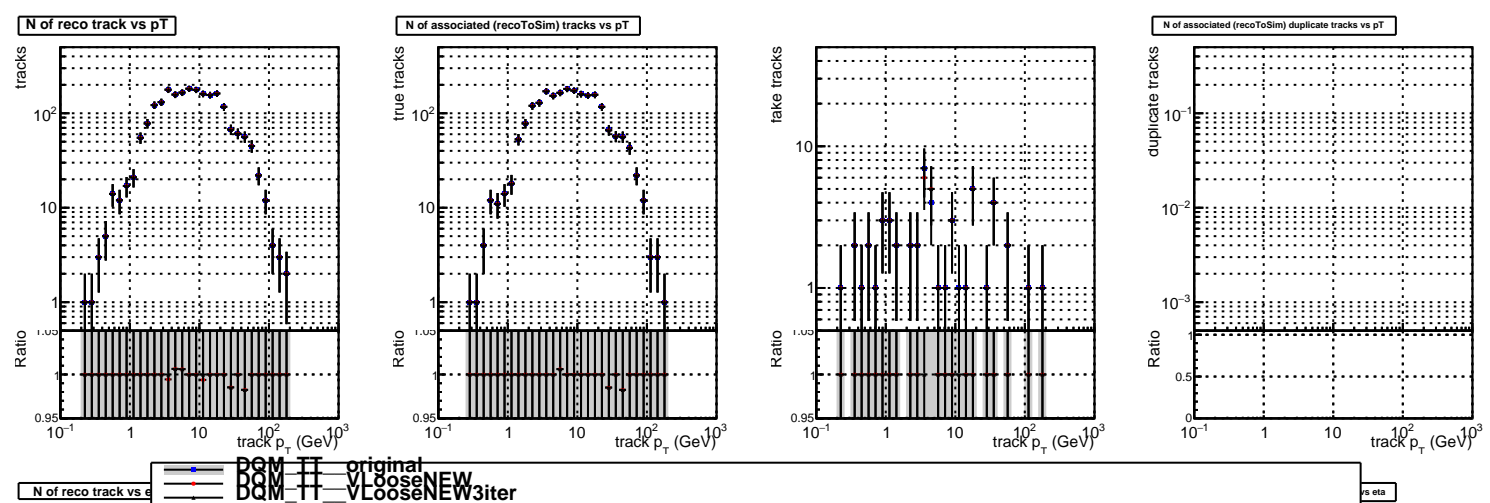 N of reco track vs pT
N of associated (recoToSim) tracks vs pT
N of associated (recoToSim) duplicate tracks vs pT
tracks
10²
10
1
1.05
Ratio
1
0.95
10⁻¹ 1 10 10² 10³
track p_T (GeV)
true tracks
10²
10
1
1.05
Ratio
1
0.95
10⁻¹ 1 10 10² 10³
track p_T (GeV)
fake tracks
10
1
1.05
Ratio
1
0.95
10⁻¹ 1 10 10² 10³
track p_T (GeV)
duplicate tracks
10⁻¹
10⁻²
10⁻³
Ratio
1
0.5
0
10⁻¹ 1 10 10² 10³
track p_T (GeV)
DQM_TT__original
DQM_TT__VLooseNEW
DQM_TT__VLooseNEW3iter
N of reco track vs e
vs eta